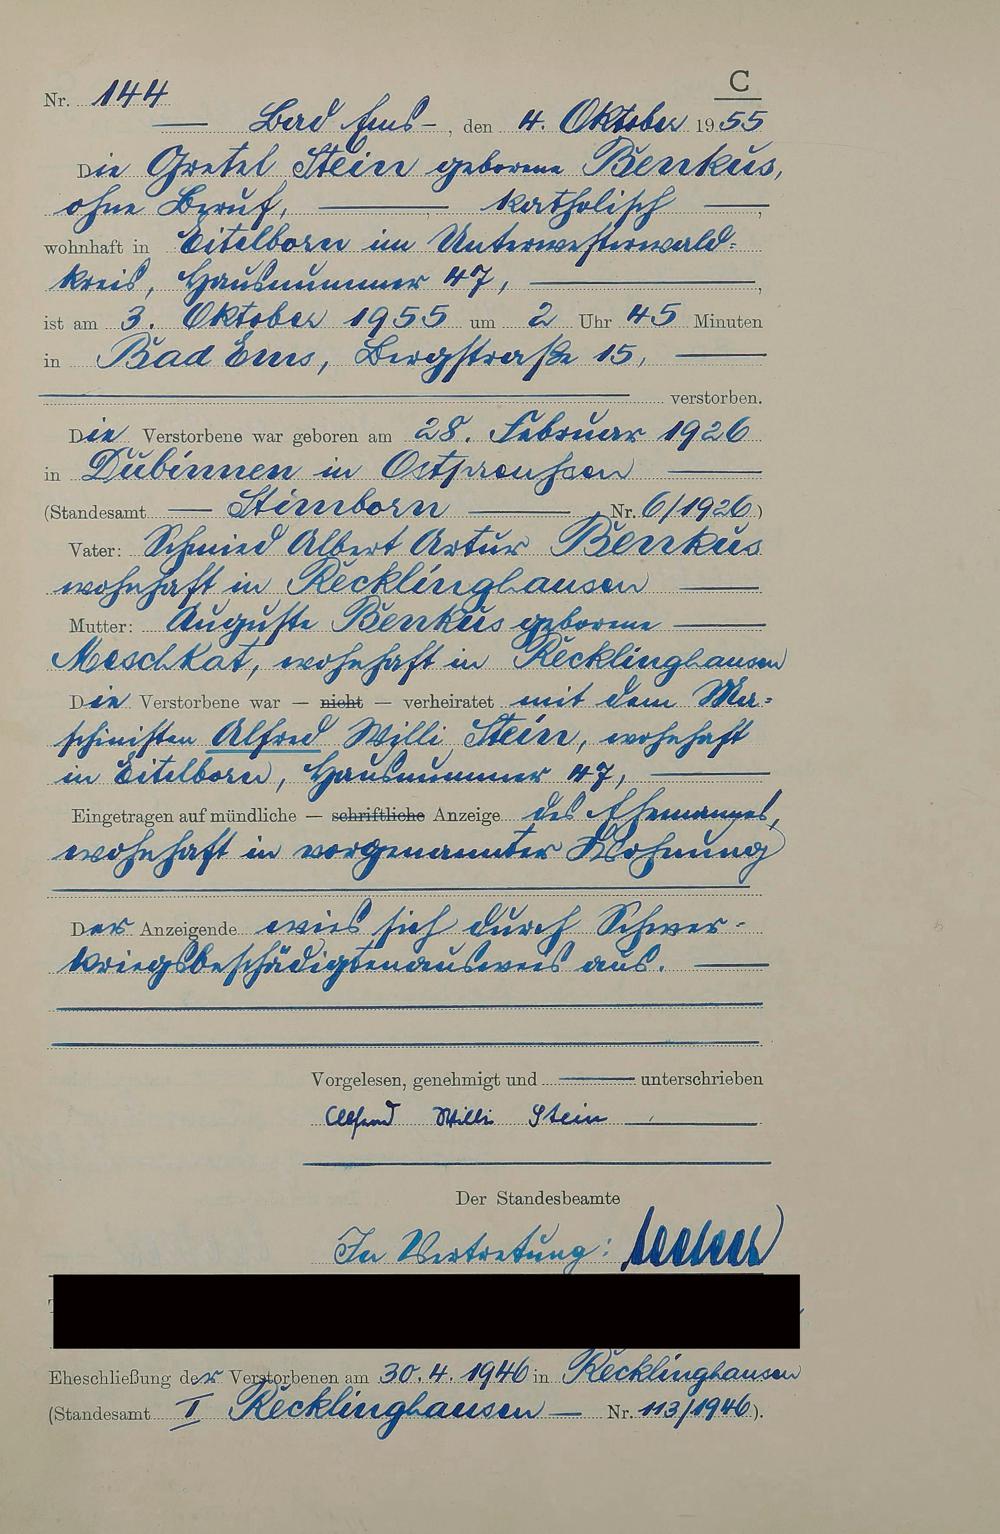 C
Nr. 144
Bad Ems, den 4. Oktober 1955
Die Gretel Stein geborene Benkus,
ohne Beruf, katholisch,
wohnhaft in Eitelborn im Unterwesterwald=
kreis, Hausnummer 47,
ist am 3. Oktober 1955 um 2 Uhr 45 Minuten
in Bad Ems, Bergstraße 15,
verstorben.
Die Verstorbene war geboren am 28. Februar 1926
in Dubinnen in Ostpreußen
(Standesamt Stirnborn Nr. 6/1926)
Vater: Schmied Albert Artur Benkus
wohnhaft in Recklinghausen
Mutter: Auguste Benkus geborene
Moschkat, wohnhaft in Recklinghausen
Die Verstorbene war — nicht — verheiratet mit dem Ma=
schinisten Alfred Willi Stein, wohnhaft
in Eitelborn, Hausnummer 47,
Eingetragen auf mündliche — schriftliche Anzeige des Ehemannes,
wohnhaft in vorgenannter Wohnung
Der Anzeigende wies sich durch Schwer-
kriegsbeschädigtenausweis aus.
Vorgelesen, genehmigt und unterschrieben
Alfred Willi Stein
Der Standesbeamte
In Vertretung:
Eheschließung der Verstorbenen am 30.4.1946 in Recklinghausen
(Standesamt I Recklinghausen — Nr. 113/1946).